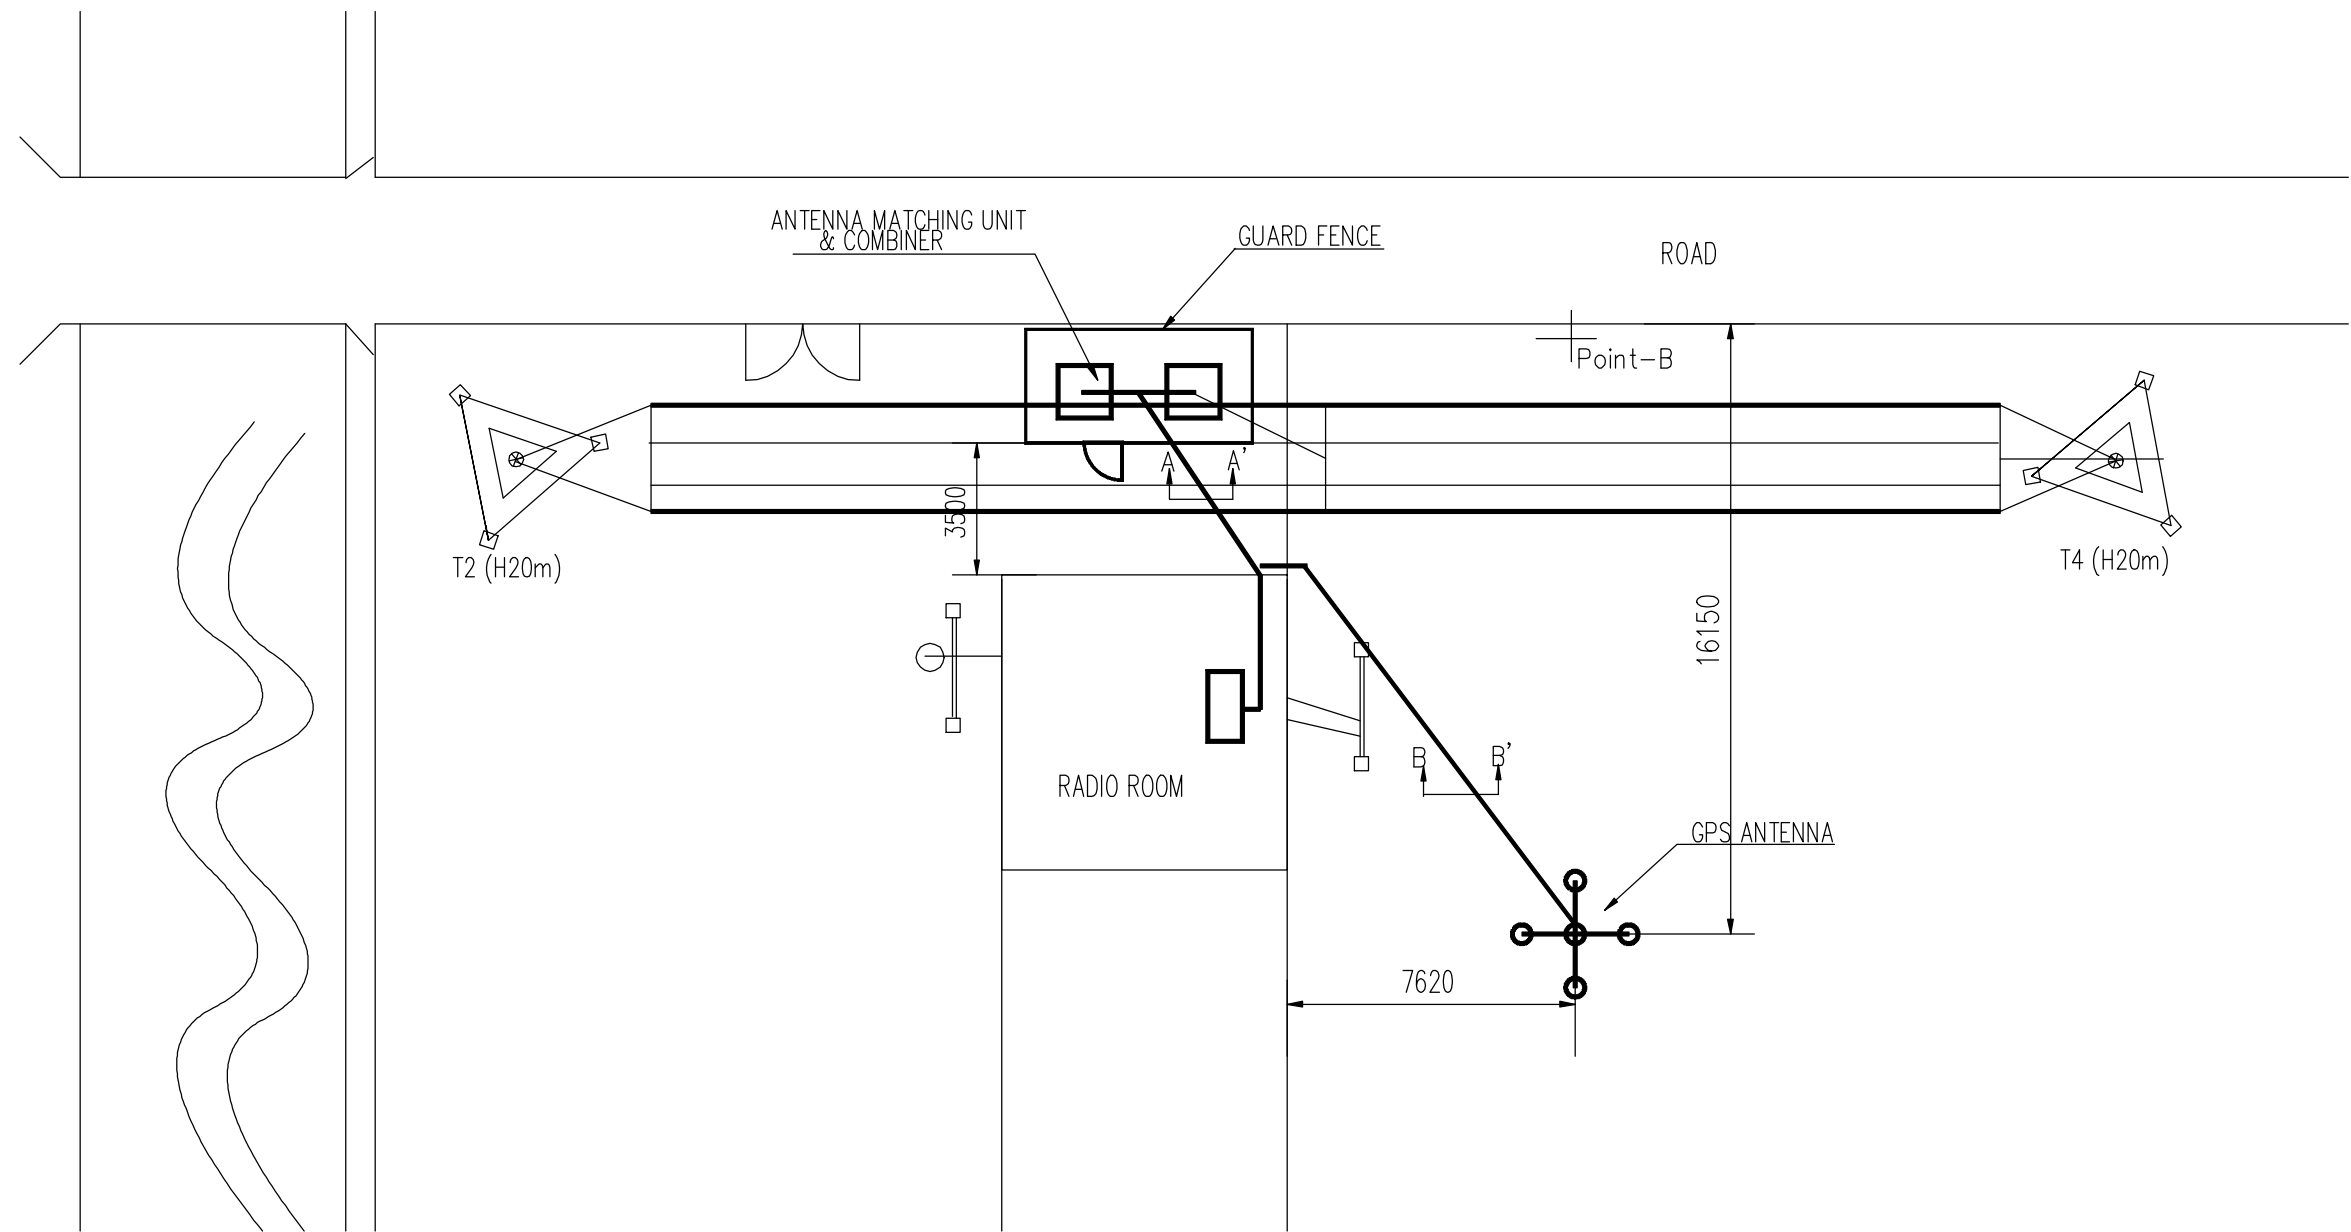 ANTENNA MATCHING UNIT
& COMBINER
GUARD FENCE
ROAD
Point-B
A
A'
3500
T2 (H20m)
T4 (H20m)
16150
B
B'
RADIO ROOM
GPS ANTENNA
7620